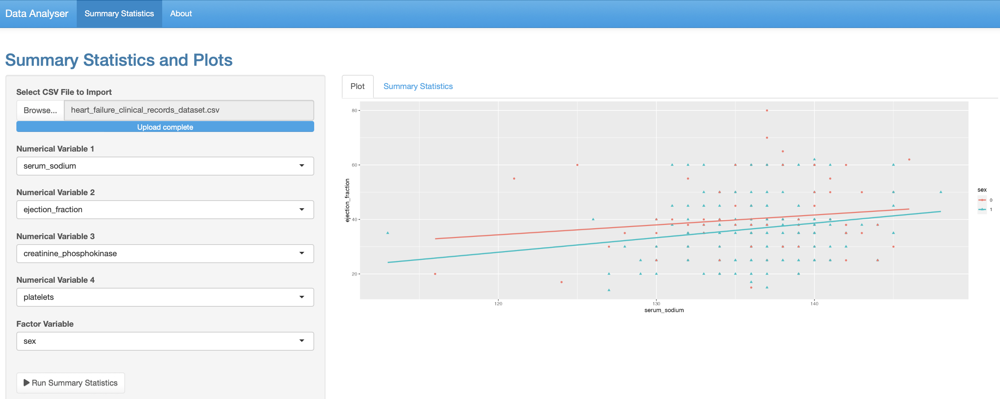 Data Analyser
Summary Statistics
About
Summary Statistics and Plots
Select CSV File to Import
Browse...
heart_failure_clinical_records_dataset.csv
Upload complete
Numerical Variable 1
serum_sodium
Numerical Variable 2
ejection_fraction
Numerical Variable 3
creatinine_phosphokinase
Numerical Variable 4
platelets
Factor Variable
sex
Run Summary Statistics
Plot
Summary Statistics
80
60
40
20
ejection_fraction
120
130
140
serum_sodium
sex
0
1